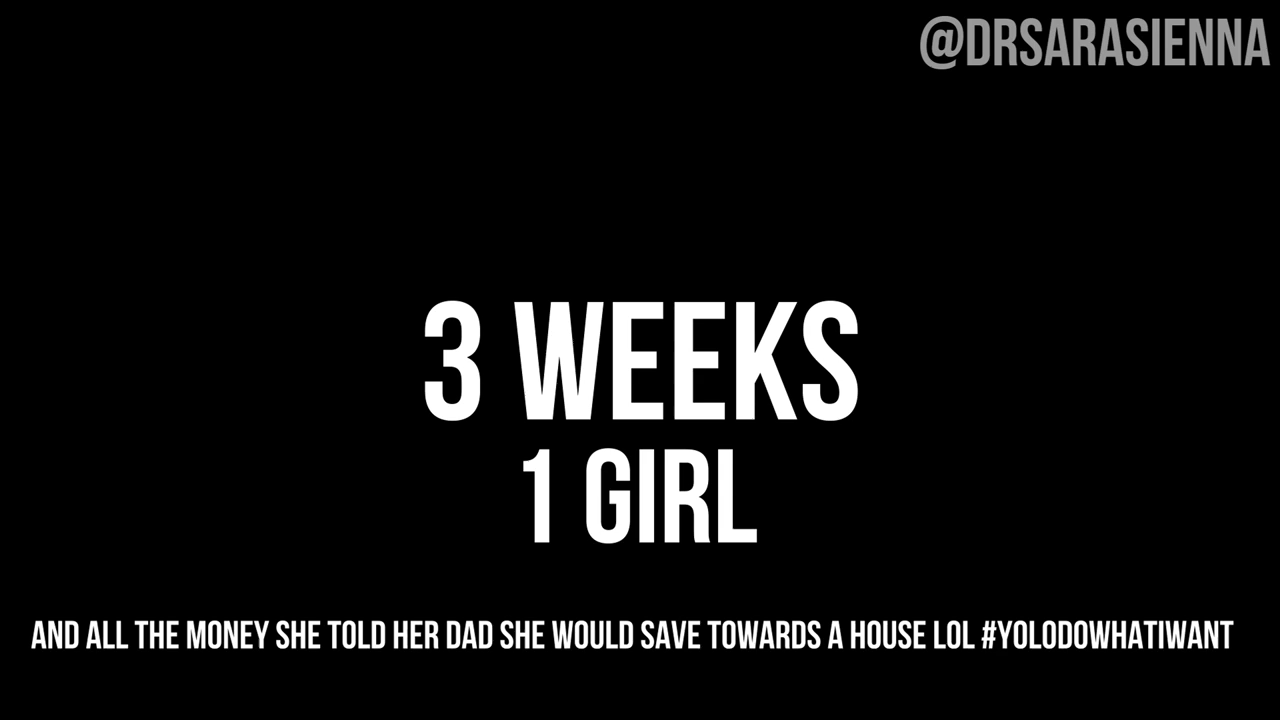 @DRSARASIENNA
3 WEEKS
1 GIRL
AND ALL THE MONEY SHE TOLD HER DAD SHE WOULD SAVE TOWARDS A HOUSE LOL #YOLODOWHATIWANT